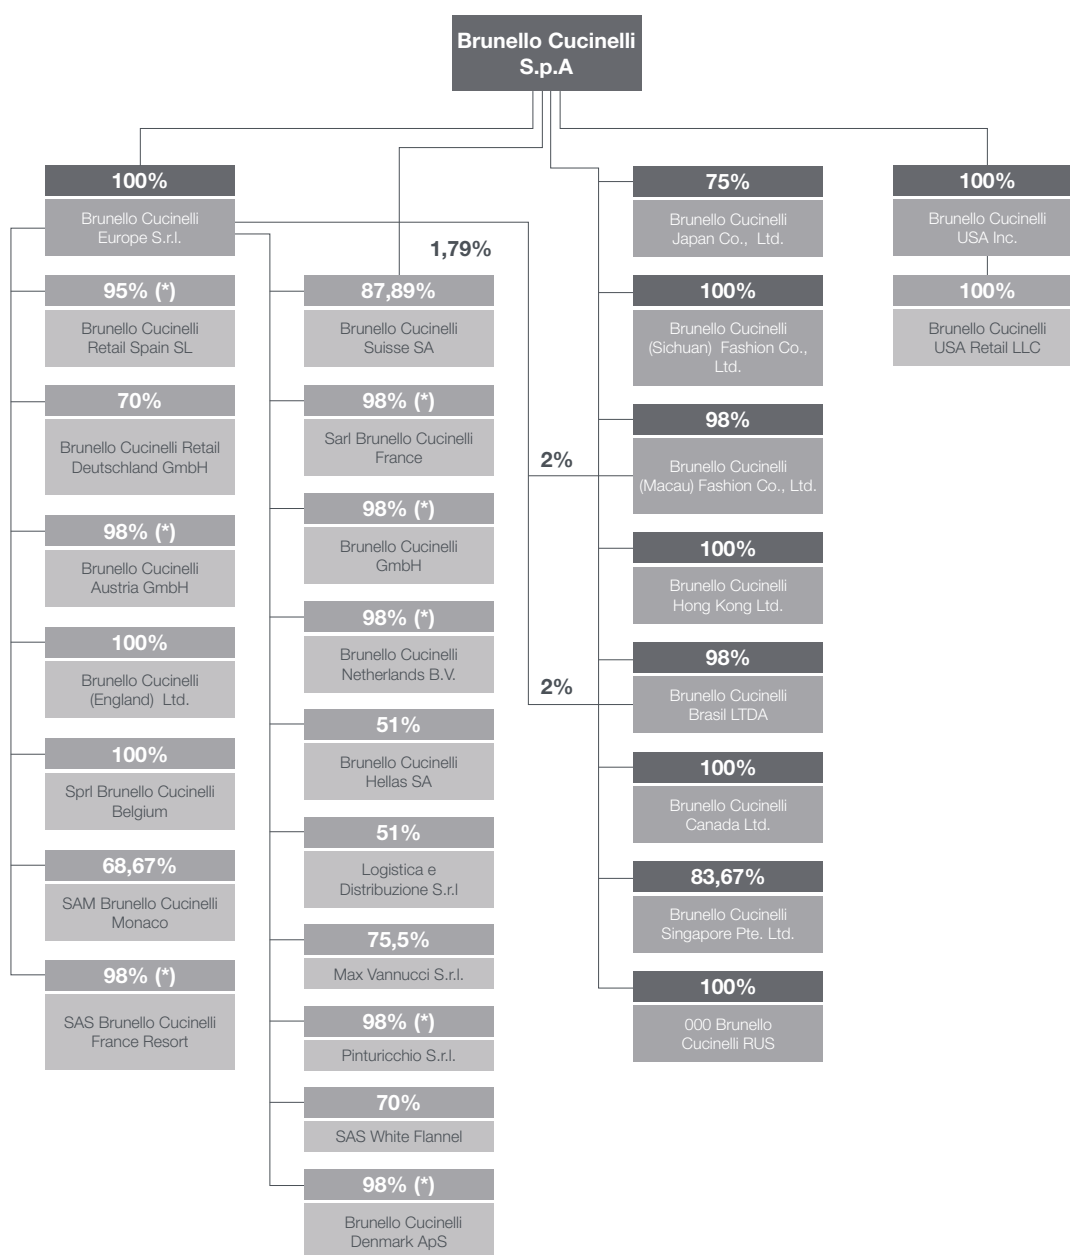 Brunello Cucinelli
S.p.A
100%
Brunello Cucinelli
Europe S.r.l.
95% (*)
Brunello Cucinelli
Retail Spain SL
70%
Brunello Cucinelli Retail
Deutschland GmbH
98% (*)
Brunello Cucinelli
Austria GmbH
100%
Brunello Cucinelli
(England) Ltd.
100%
Sprl Brunello Cucinelli
Belgium
68,67%
SAM Brunello Cucinelli
Monaco
98% (*)
SAS Brunello Cucinelli
France Resort
1,79%
87,89%
Brunello Cucinelli
Suisse SA
98% (*)
Sarl Brunello Cucinelli
France
98% (*)
Brunello Cucinelli
GmbH
98% (*)
Brunello Cucinelli
Netherlands B.V.
51%
Brunello Cucinelli
Hellas SA
51%
Logistica e
Distribuzione S.r.l
75,5%
Max Vannucci S.r.l.
98% (*)
Pinturicchio S.r.l.
70%
SAS White Flannel
98% (*)
Brunello Cucinelli
Denmark ApS
2%
2%
75%
Brunello Cucinelli
Japan Co., Ltd.
100%
Brunello Cucinelli
(Sichuan) Fashion Co.,
Ltd.
98%
Brunello Cucinelli
(Macau) Fashion Co., Ltd.
100%
Brunello Cucinelli
Hong Kong Ltd.
98%
Brunello Cucinelli
Brasil LTDA
100%
Brunello Cucinelli
Canada Ltd.
83,67%
Brunello Cucinelli
Singapore Pte. Ltd.
100%
000 Brunello
Cucinelli RUS
100%
Brunello Cucinelli
USA Inc.
100%
Brunello Cucinelli
USA Retail LLC